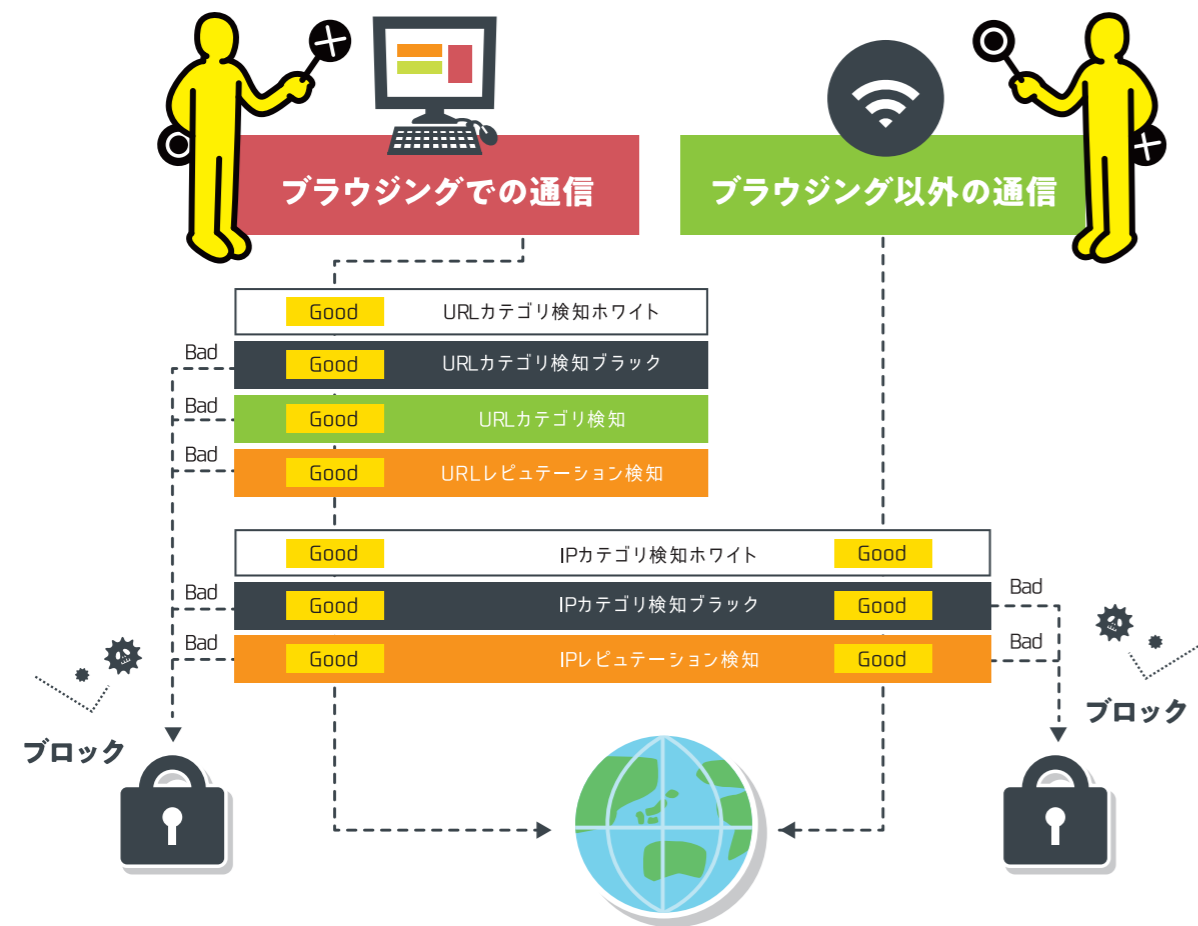 ブラウジングでの通信
ブラウジング以外の通信
Good URLカテゴリ検知ホワイト
Bad Good URLカテゴリ検知ブラック
Bad Good URLカテゴリ検知
Bad Good URLレピュテーション検知
Good IPカテゴリ検知ホワイト Good
Bad Good IPカテゴリ検知ブラック Good Bad
Bad Good IPレピュテーション検知 Good Bad
ブロック
ブロック